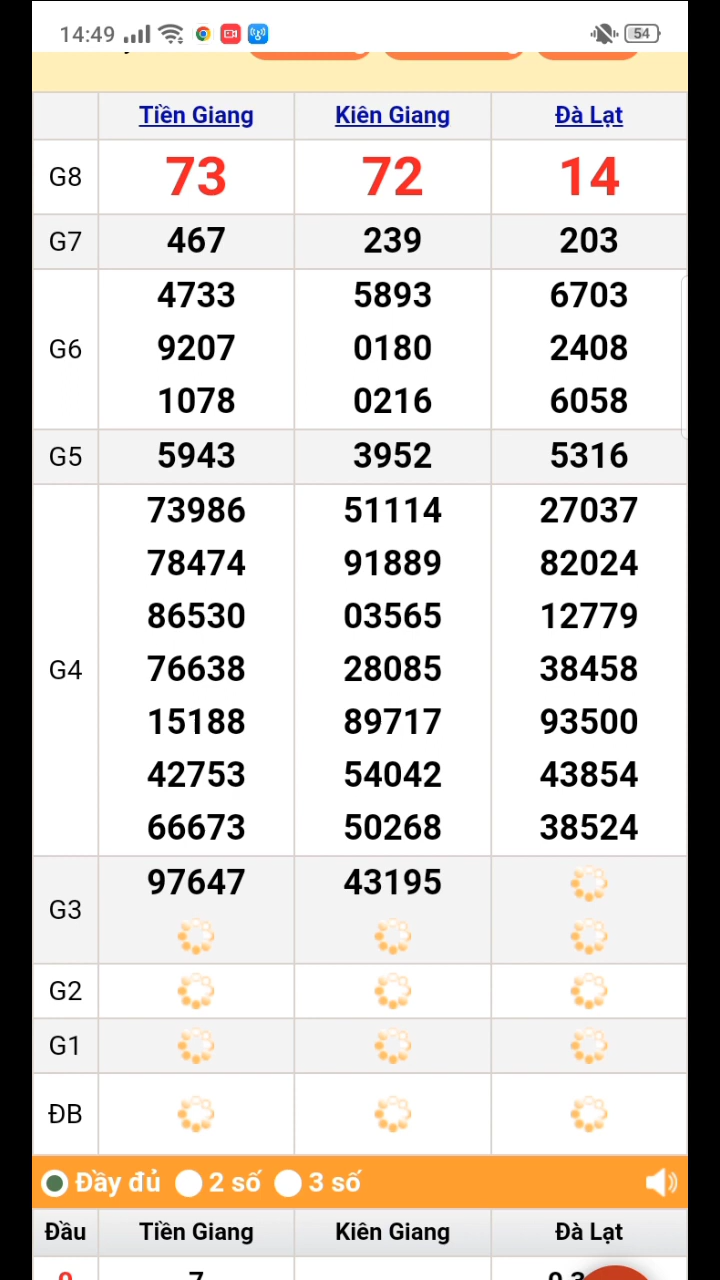 14:49 54
Tiền Giang Kiên Giang Đà Lạt
G8 73 72 14
G7 467 239 203
4733 5893 6703
G6 9207 0180 2408
1078 0216 6058
G5 5943 3952 5316
73986 51114 27037
78474 91889 82024
86530 03565 12779
G4 76638 28085 38458
15188 89717 93500
42753 54042 43854
66673 50268 38524
G3 97647 43195
G2
G1
ĐB
Đầy đủ 2 số 3 số
Đầu Tiền Giang Kiên Giang Đà Lạt